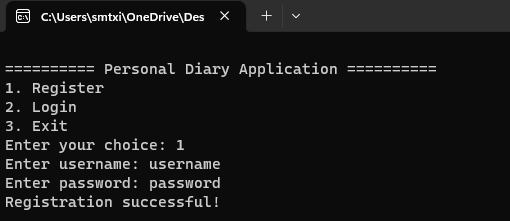 C:\Users\smtxi\OneDrive\Des
========== Personal Diary Application ==========
1. Register
2. Login
3. Exit
Enter your choice: 1
Enter username: username
Enter password: password
Registration successful!